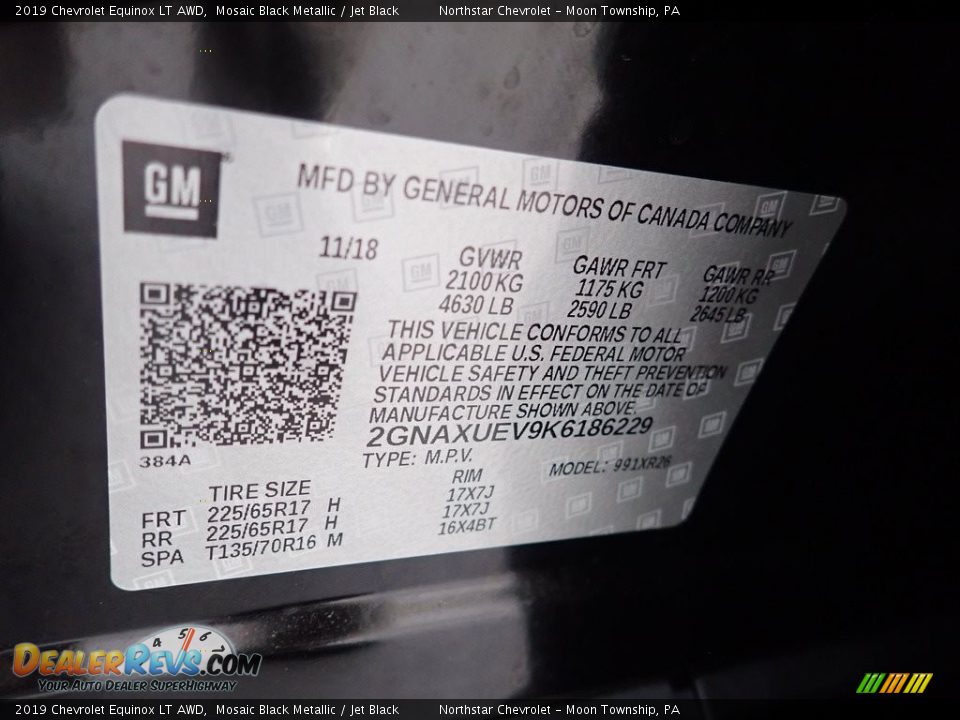 2019 Chevrolet Equinox LT AWD,  Mosaic Black Metallic / Jet Black  Northstar Chevrolet - Moon Township, PA
GM
MFD BY GENERAL MOTORS OF CANADA COMPANY
11/18
GVWR GAWR FRT GAWR RR
2100 KG 1175 KG 1200 KG
4630 LB 2590 LB 2645 LB
THIS VEHICLE CONFORMS TO ALL
APPLICABLE U.S. FEDERAL MOTOR
VEHICLE SAFETY AND THEFT PREVENTION
STANDARDS IN EFFECT ON THE DATE OF
MANUFACTURE SHOWN ABOVE.
2GNAXUEV9K6186229
384A
TYPE: M.P.V. MODEL: 991XR26
TIRE SIZE RIM
FRT 225/65R17 H 17X7J
RR 225/65R17 H 17X7J
SPA T135/70R16 M 16X4BT
4 5 6
DEALERREVS.COM
YOUR AUTO DEALER SUPERHIGHWAY
2019 Chevrolet Equinox LT AWD,  Mosaic Black Metallic / Jet Black  Northstar Chevrolet - Moon Township, PA